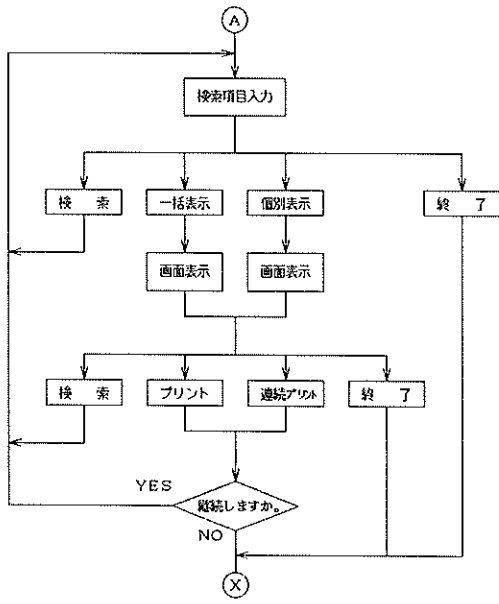 A
検索項目入力
検　索
一括表示
個別表示
終　了
画面表示
画面表示
検　索
プリント
連続プリント
終　了
YES
継続しますか。
NO
X